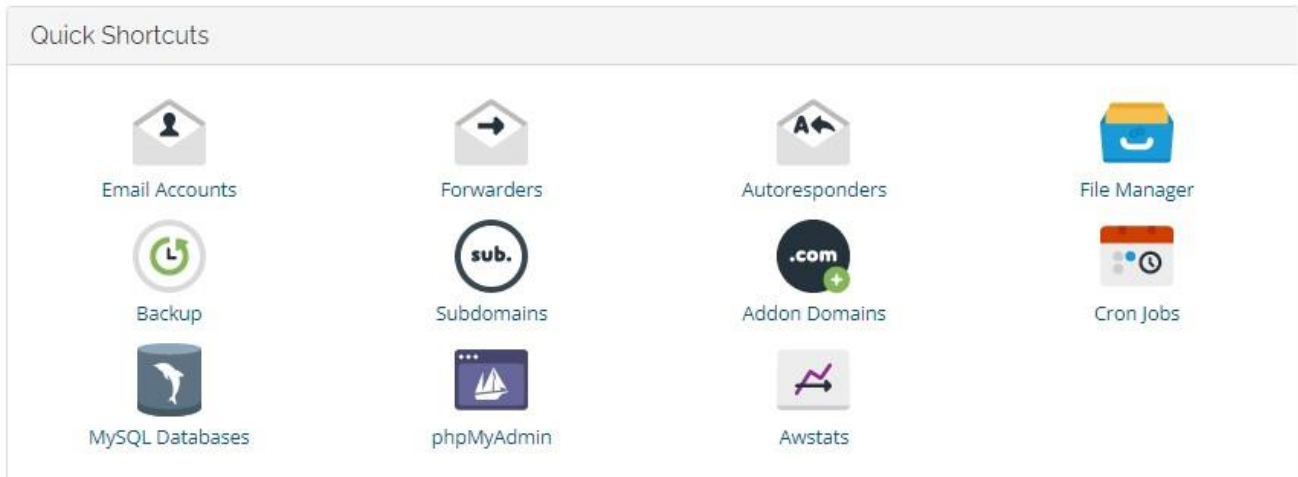 Quick Shortcuts
Email Accounts
Forwarders
A
Autoresponders
File Manager
Backup
sub.
Subdomains
.com
Addon Domains
Cron Jobs
MySQL Databases
phpMyAdmin
Awstats